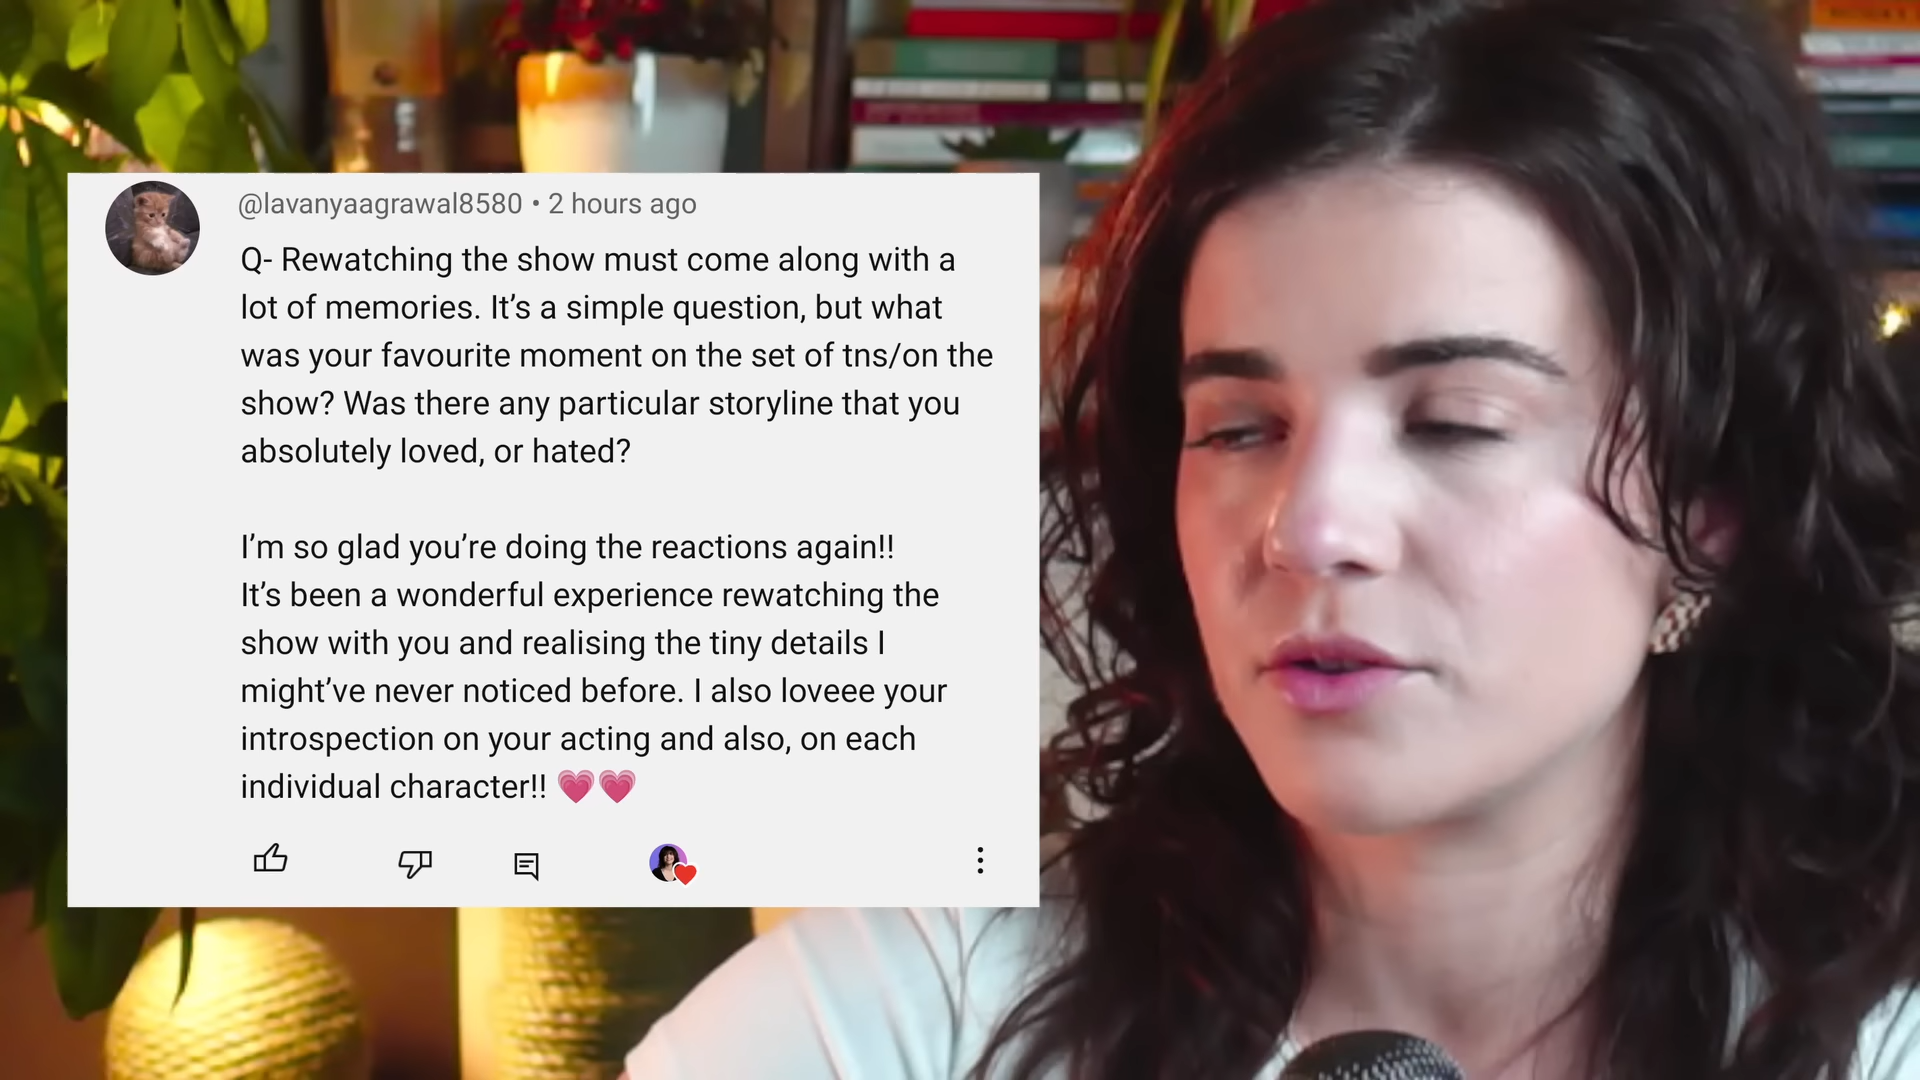 @lavanyaagrawal8580 • 2 hours ago
Q- Rewatching the show must come along with a
lot of memories. It’s a simple question, but what
was your favourite moment on the set of tns/on the
show? Was there any particular storyline that you
absolutely loved, or hated?
I’m so glad you’re doing the reactions again!!
It’s been a wonderful experience rewatching the
show with you and realising the tiny details I
might’ve never noticed before. I also loveee your
introspection on your acting and also, on each
individual character!! 💗💗